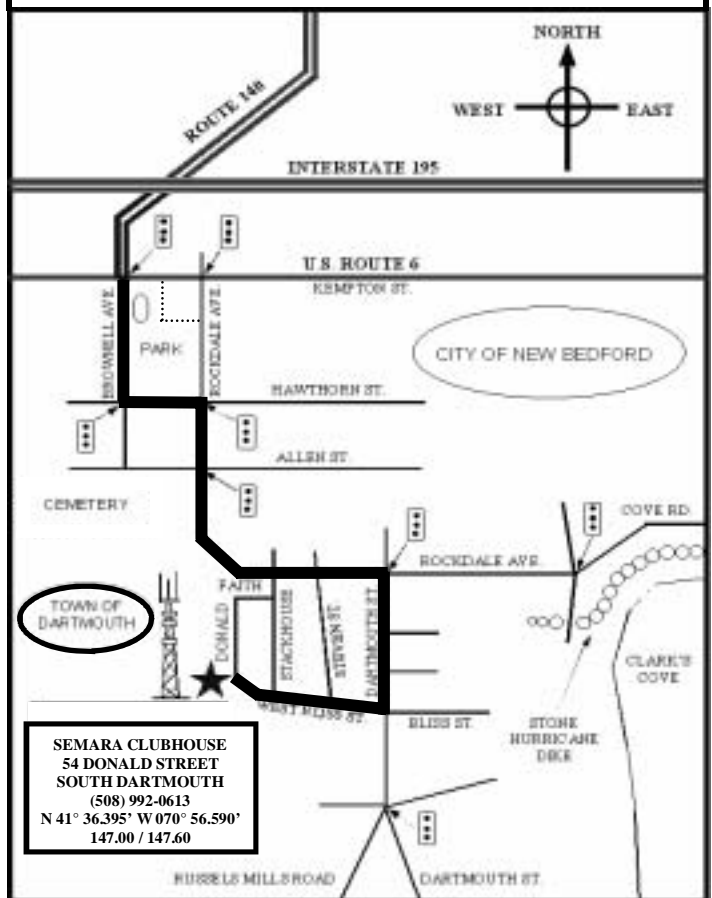 NORTH
WEST
EAST
ROUTE 140
INTERSTATE 195
U.S. ROUTE 6
KEMPTON ST.
BROWNELL AVE.
PARK
ROCKDALE AVE.
CITY OF NEW BEDFORD
HAWTHORN ST.
ALLEN ST.
CEMETERY
COVE RD.
ROCKDALE AVE.
FAITH
TOWN OF
DARTMOUTH
DONALD
STACKHOUSE
STEVENS ST.
DARTMOUTH ST.
CLARK'S
COVE
WEST BLISS ST.
BLISS ST.
STONE
HURRICANE
DIKE
SEMARA CLUBHOUSE
54 DONALD STREET
SOUTH DARTMOUTH
(508) 992-0613
N 41° 36.395’ W 070° 56.590’
147.00 / 147.60
RUSSELS MILLS ROAD
DARTMOUTH ST.